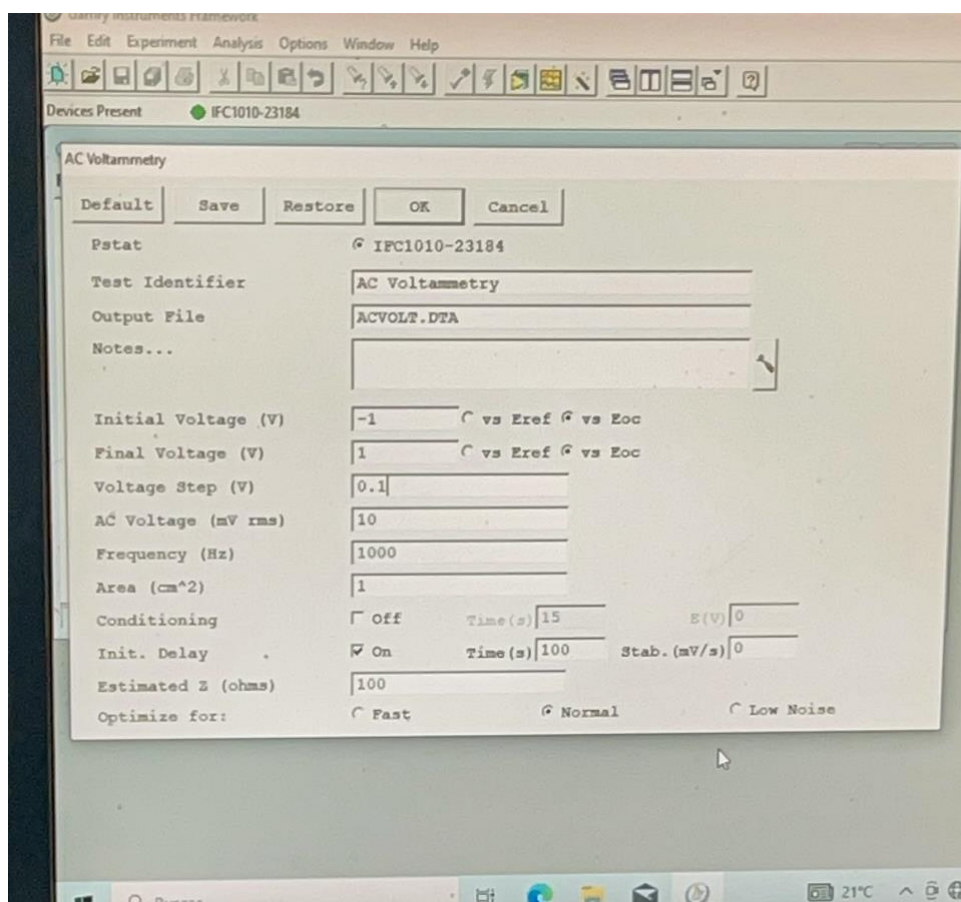 Gamry Instruments Framework
File Edit Experiment Analysis Options Window Help
Devices Present IFC1010-23184
AC Voltammetry
Default Save Restore OK Cancel
Pstat IFC1010-23184
Test Identifier AC Voltammetry
Output File ACVOLT.DTA
Notes...
Initial Voltage (V) -1 vs Eref vs Eoc
Final Voltage (V) 1 vs Eref vs Eoc
Voltage Step (V) 0.1
AC Voltage (mV rms) 10
Frequency (Hz) 1000
Area (cm^2) 1
Conditioning Off Time(s) 15 E(V) 0
Init. Delay On Time(s) 100 Stab.(mV/s) 0
Estimated Z (ohms) 100
Optimize for: Fast Normal Low Noise
21°C